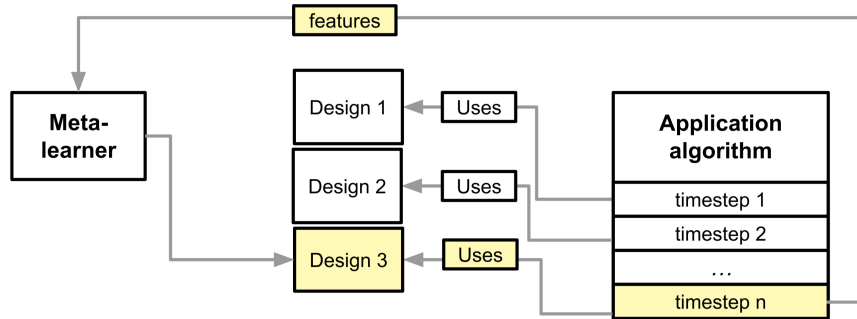 features
Meta-
learner
Design 1
Uses
Design 2
Uses
Design 3
Uses
Application
algorithm
timestep 1
timestep 2
...
timestep n